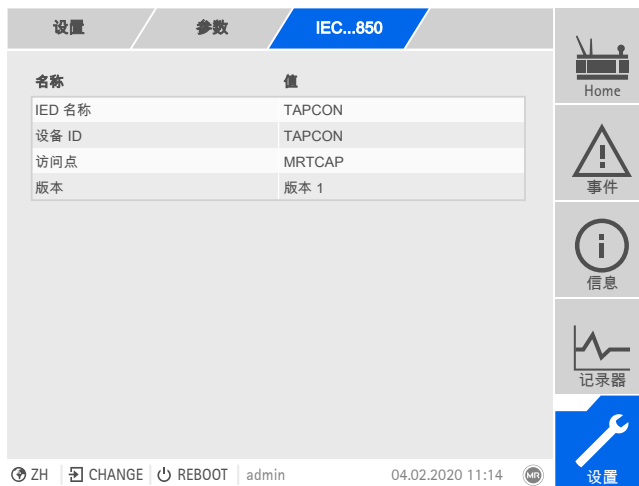 设置 参数 IEC...850
名称 值
IED 名称 TAPCON
设备 ID TAPCON
访问点 MRTCAP
版本 版本 1
Home
事件
信息
记录器
设置
ZH CHANGE REBOOT admin 04.02.2020 11:14 MR